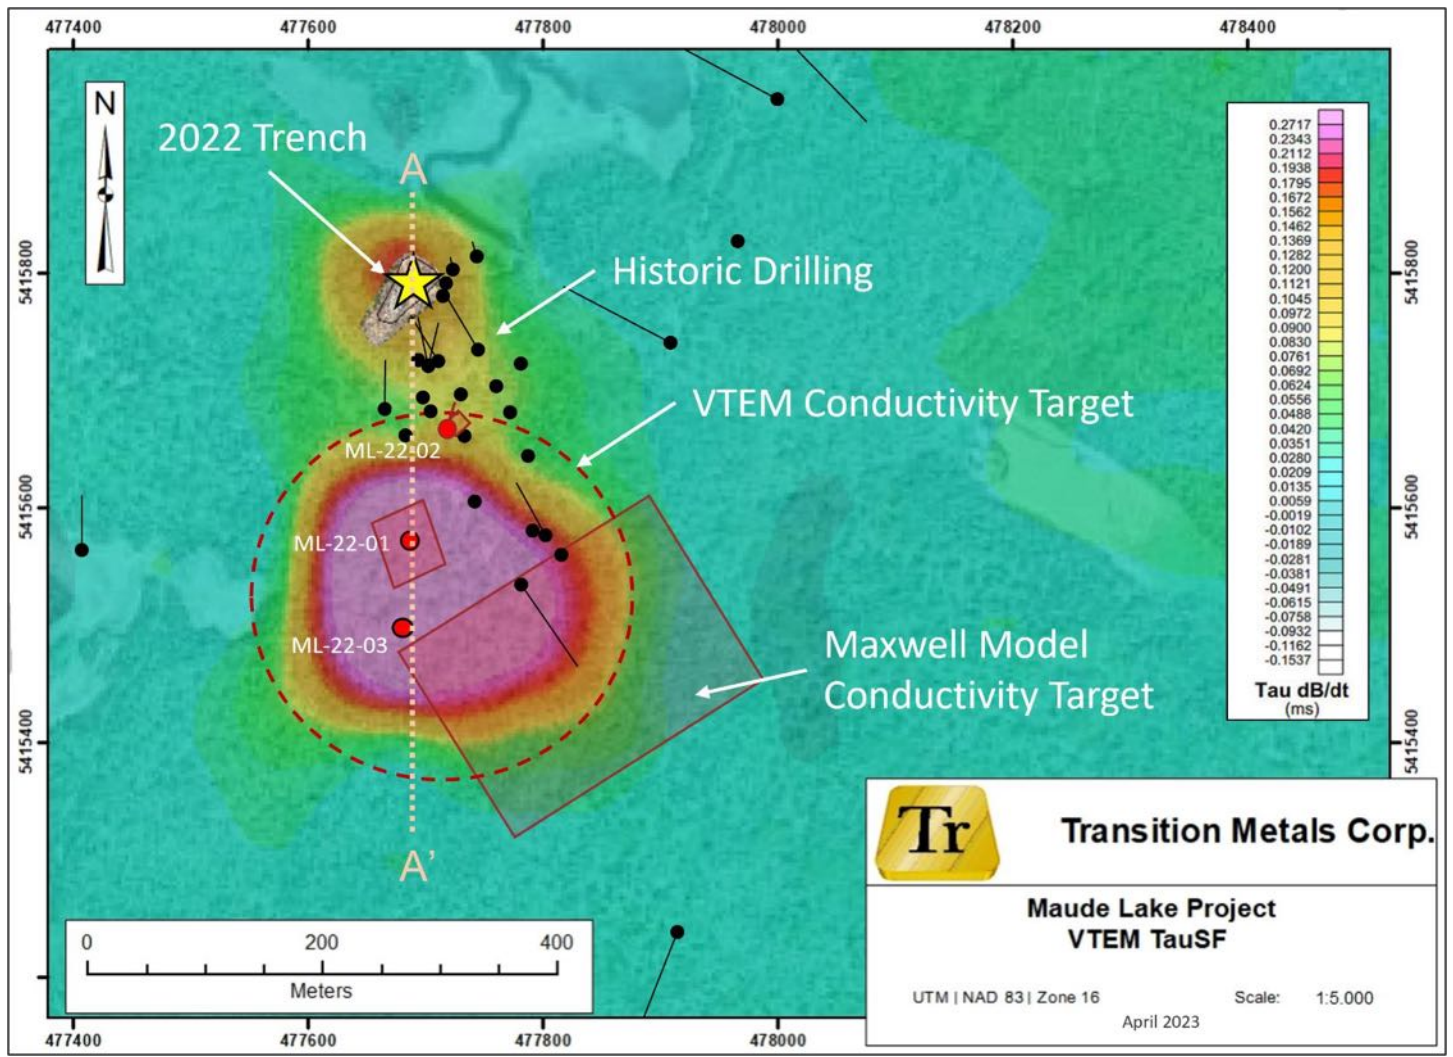 477400 477600 477800 478000 478200 478400
N
2022 Trench
A
Historic Drilling
VTEM Conductivity Target
ML-22-02
ML-22-01
ML-22-03
Maxwell Model
Conductivity Target
A'
5415800
5415600
5415400
5415800
5415600
5415400
0.2717
0.2343
0.2112
0.1938
0.1795
0.1672
0.1562
0.1462
0.1369
0.1282
0.1200
0.1121
0.1045
0.0972
0.0900
0.0830
0.0761
0.0692
0.0624
0.0556
0.0488
0.0420
0.0351
0.0280
0.0209
0.0135
0.0059
-0.0019
-0.0102
-0.0189
-0.0281
-0.0381
-0.0491
-0.0615
-0.0758
-0.0932
-0.1162
-0.1537
Tau dB/dt
(ms)
0 200 400
Meters
Tr
Transition Metals Corp.
Maude Lake Project
VTEM TauSF
UTM | NAD 83 | Zone 16 Scale: 1:5.000
April 2023
477400 477600 477800 478000